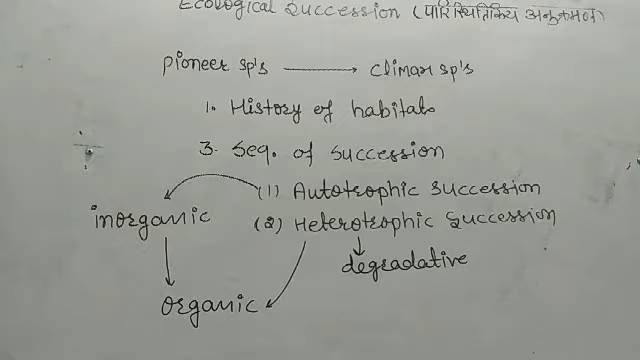 Ecological Succession (पारिस्थितिकीय अनुक्रमण)
Pioneer sp's → Climax sp's
1. History of habitat
3. Seq. of Succession
(1) Autotrophic Succession
inorganic
(2) Heterotrophic Succession
degradative
organic